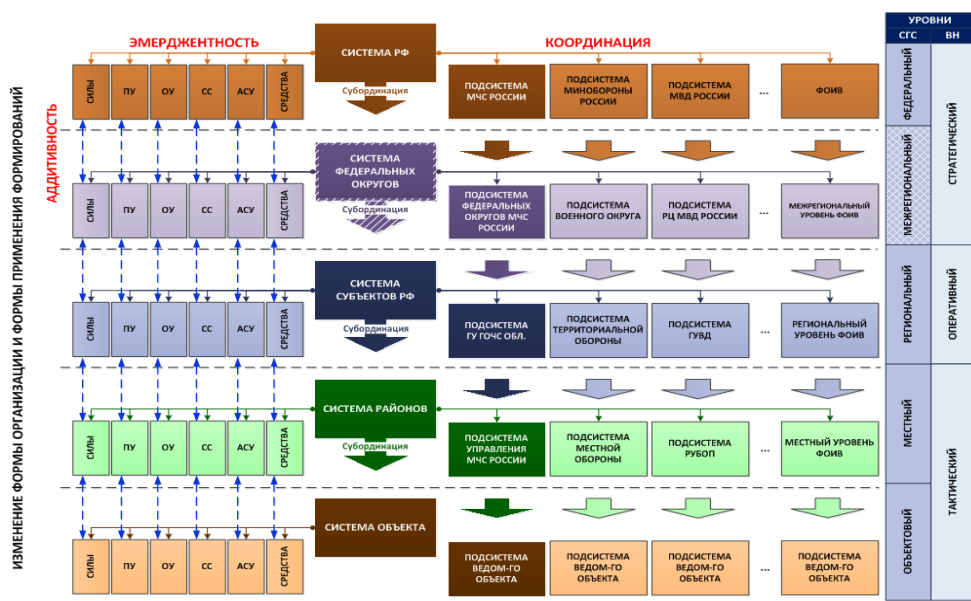 ИЗМЕНЕНИЕ ФОРМЫ ОРГАНИЗАЦИИ И ФОРМЫ ПРИМЕНЕНИЯ ФОРМИРОВАНИЙ
АДДИТИВНОСТЬ
ЭМЕРДЖЕНТНОСТЬ
КООРДИНАЦИЯ
УРОВНИ
СГС
ВН
СИСТЕМА РФ
Субординация
СИЛЫ
ПУ
ОУ
СС
АСУ
СРЕДСТВА
ПОДСИСТЕМА
МЧС РОССИИ
ПОДСИСТЕМА
МИНОБОРОНЫ
РОССИИ
ПОДСИСТЕМА
МВД РОССИИ
...
ФОИВ
ФЕДЕРАЛЬНЫЙ
СТРАТЕГИЧЕСКИЙ
СИСТЕМА
ФЕДЕРАЛЬНЫХ
ОКРУГОВ
Субординация
СИЛЫ
ПУ
ОУ
СС
АСУ
СРЕДСТВА
ПОДСИСТЕМА
ФЕДЕРАЛЬНЫХ
ОКРУГОВ МЧС
РОССИИ
ПОДСИСТЕМА
ВОЕННОГО ОКРУГА
ПОДСИСТЕМА
РЦ МВД РОССИИ
...
МЕЖРЕГИОНАЛЬНЫЙ
УРОВЕНЬ ФОИВ
МЕЖРЕГИОНАЛЬНЫЙ
СИСТЕМА
СУБЪЕКТОВ РФ
Субординация
СИЛЫ
ПУ
ОУ
СС
АСУ
СРЕДСТВА
ПОДСИСТЕМА
ГУ ГОЧС ОБЛ.
ПОДСИСТЕМА
ТЕРРИТОРИАЛЬНОЙ
ОБОРОНЫ
ПОДСИСТЕМА
ГУВД
...
РЕГИОНАЛЬНЫЙ
УРОВЕНЬ ФОИВ
РЕГИОНАЛЬНЫЙ
ОПЕРАТИВНЫЙ
СИСТЕМА РАЙОНОВ
Субординация
СИЛЫ
ПУ
ОУ
СС
АСУ
СРЕДСТВА
ПОДСИСТЕМА
УПРАВЛЕНИЯ
МЧС РОССИИ
ПОДСИСТЕМА
МЕСТНОЙ
ОБОРОНЫ
ПОДСИСТЕМА
РУБОП
...
МЕСТНЫЙ УРОВЕНЬ
ФОИВ
МЕСТНЫЙ
ТАКТИЧЕСКИЙ
СИСТЕМА ОБЪЕКТА
СИЛЫ
ПУ
ОУ
СС
АСУ
СРЕДСТВА
ПОДСИСТЕМА
ВЕДОМ-ГО
ОБЪЕКТА
ПОДСИСТЕМА
ВЕДОМ-ГО
ОБЪЕКТА
ПОДСИСТЕМА
ВЕДОМ-ГО
ОБЪЕКТА
...
ПОДСИСТЕМА
ВЕДОМ-ГО
ОБЪЕКТА
ОБЪЕКТОВЫЙ